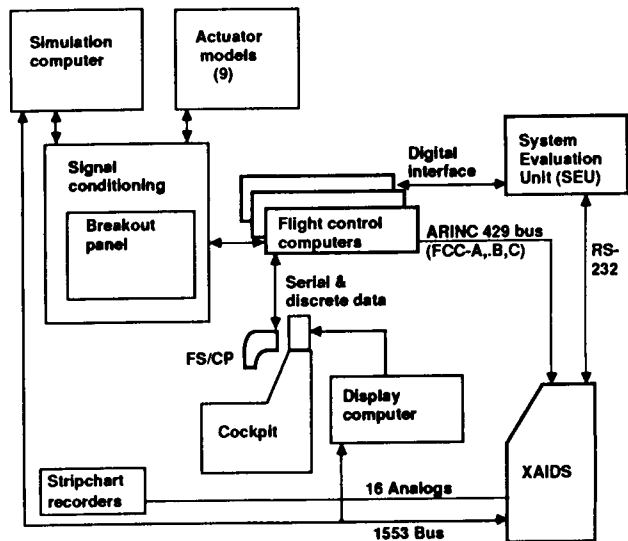 Simulation
computer
Actuator
models
(9)
Signal
conditioning
Breakout
panel
Digital
interface
System
Evaluation
Unit (SEU)
Flight control
computers
ARINC 429 bus
(FCC-A,.B,C)
RS-
232
Serial &
discrete data
FS/CP
Cockpit
Display
computer
XAIDS
Stripchart
recorders
16 Analogs
1553 Bus